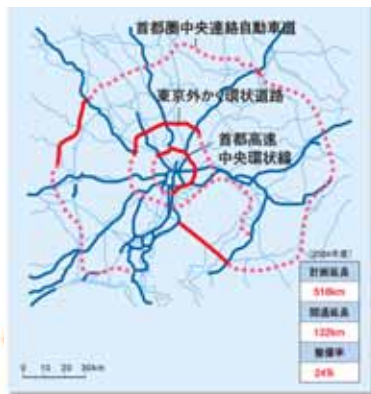 首都圏中央連絡自動車道
東京外かく環状道路
首都高速
中央環状線
(2004年度)
計画延長
518km
開通延長
122km
整備率
24%
0 10 20 30km